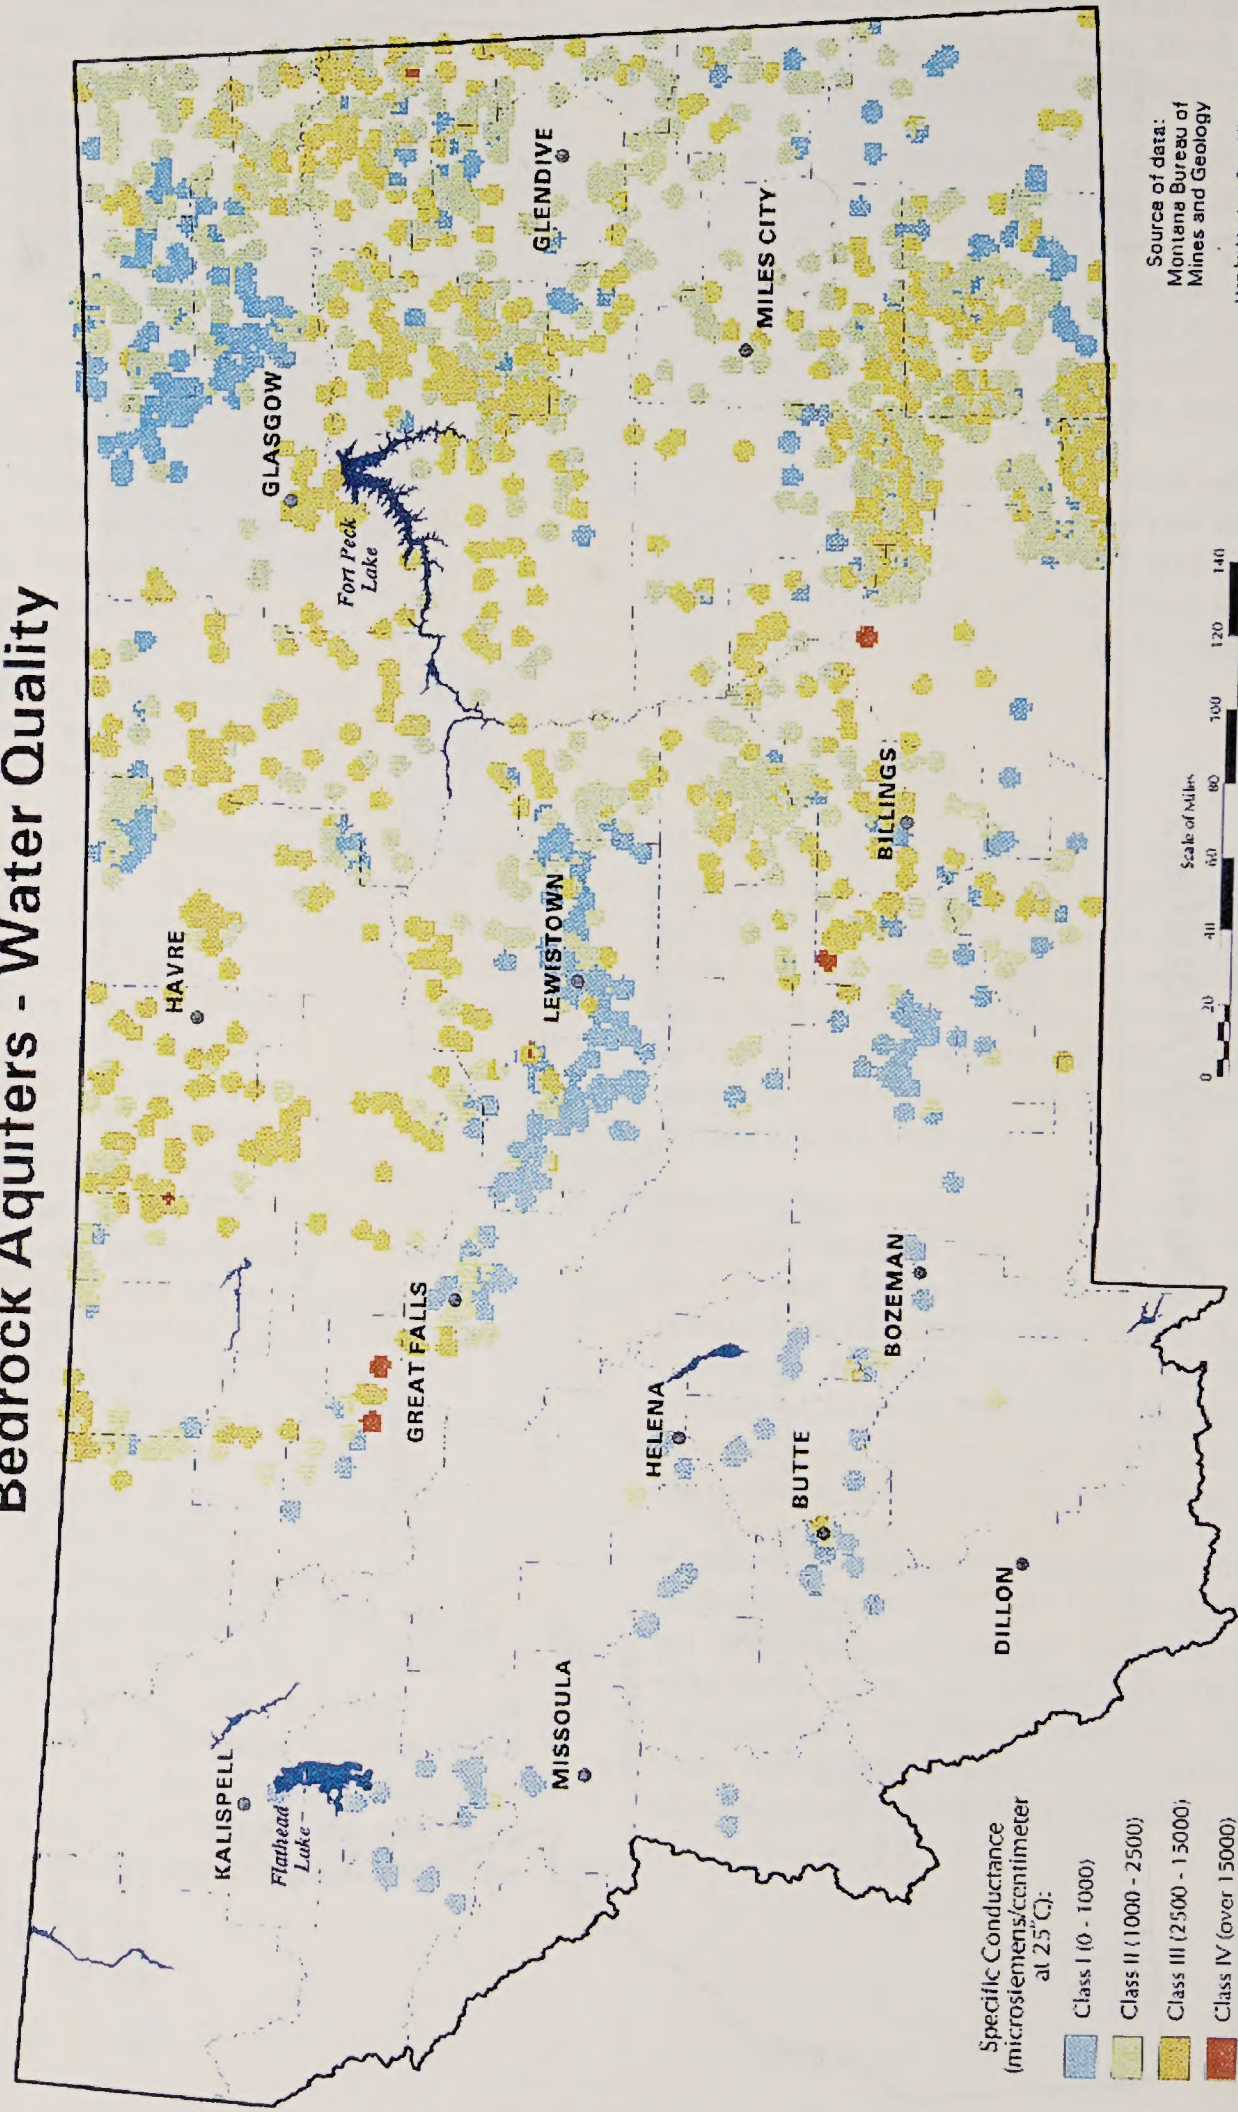 Bedrock Aquifers - Water Quality
KALISPELL
Flathead
Lake
MISSOULA
HAVRE
GREAT FALLS
HELENA
BUTTE
DILLON
BOZEMAN
LEWISTOWN
BILLINGS
GLASGOW
Fort Peck
Lake
GLENDIVE
MILES CITY
Specific Conductance
(microsiemens/centimeter
at 25°C):
Class I (0 - 1000)
Class II (1000 - 2500)
Class III (2500 - 15000)
Class IV (over 15000)
Scale of Miles
0 20 40 60 80 100 120 140
Source of data:
Montana Bureau of
Mines and Geology